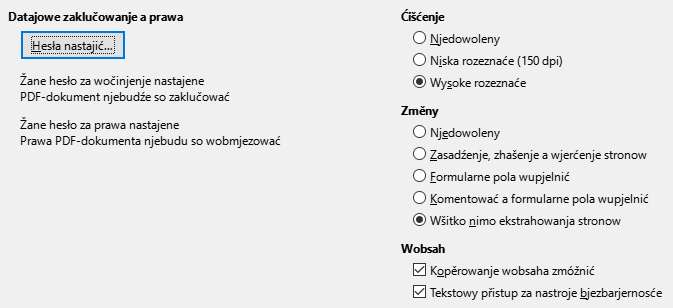 Datajowe zaklučowanje a prawa
Hesła nastajić...
Žane hesło za wočinjenje nastajene
PDF-dokument njebudźe so zaklučować
Žane hesło za prawa nastajene
Prawa PDF-dokumenta njebudu so wobmjezować
Ćišćenje
Njedowoleny
Niska rozeznaće (150 dpi)
Wysoke rozeznaće
Změny
Njedowoleny
Zasadźenje, zhašenje a wjerćenje stronow
Formularne pola wupjelnić
Komentować a formularne pola wupjelnić
Wšitko nimo ekstrahowanja stronow
Wobsah
Kopěrowanje wobsaha zmóžnić
Tekstowy přistup za nastroje bjezbarjernosće